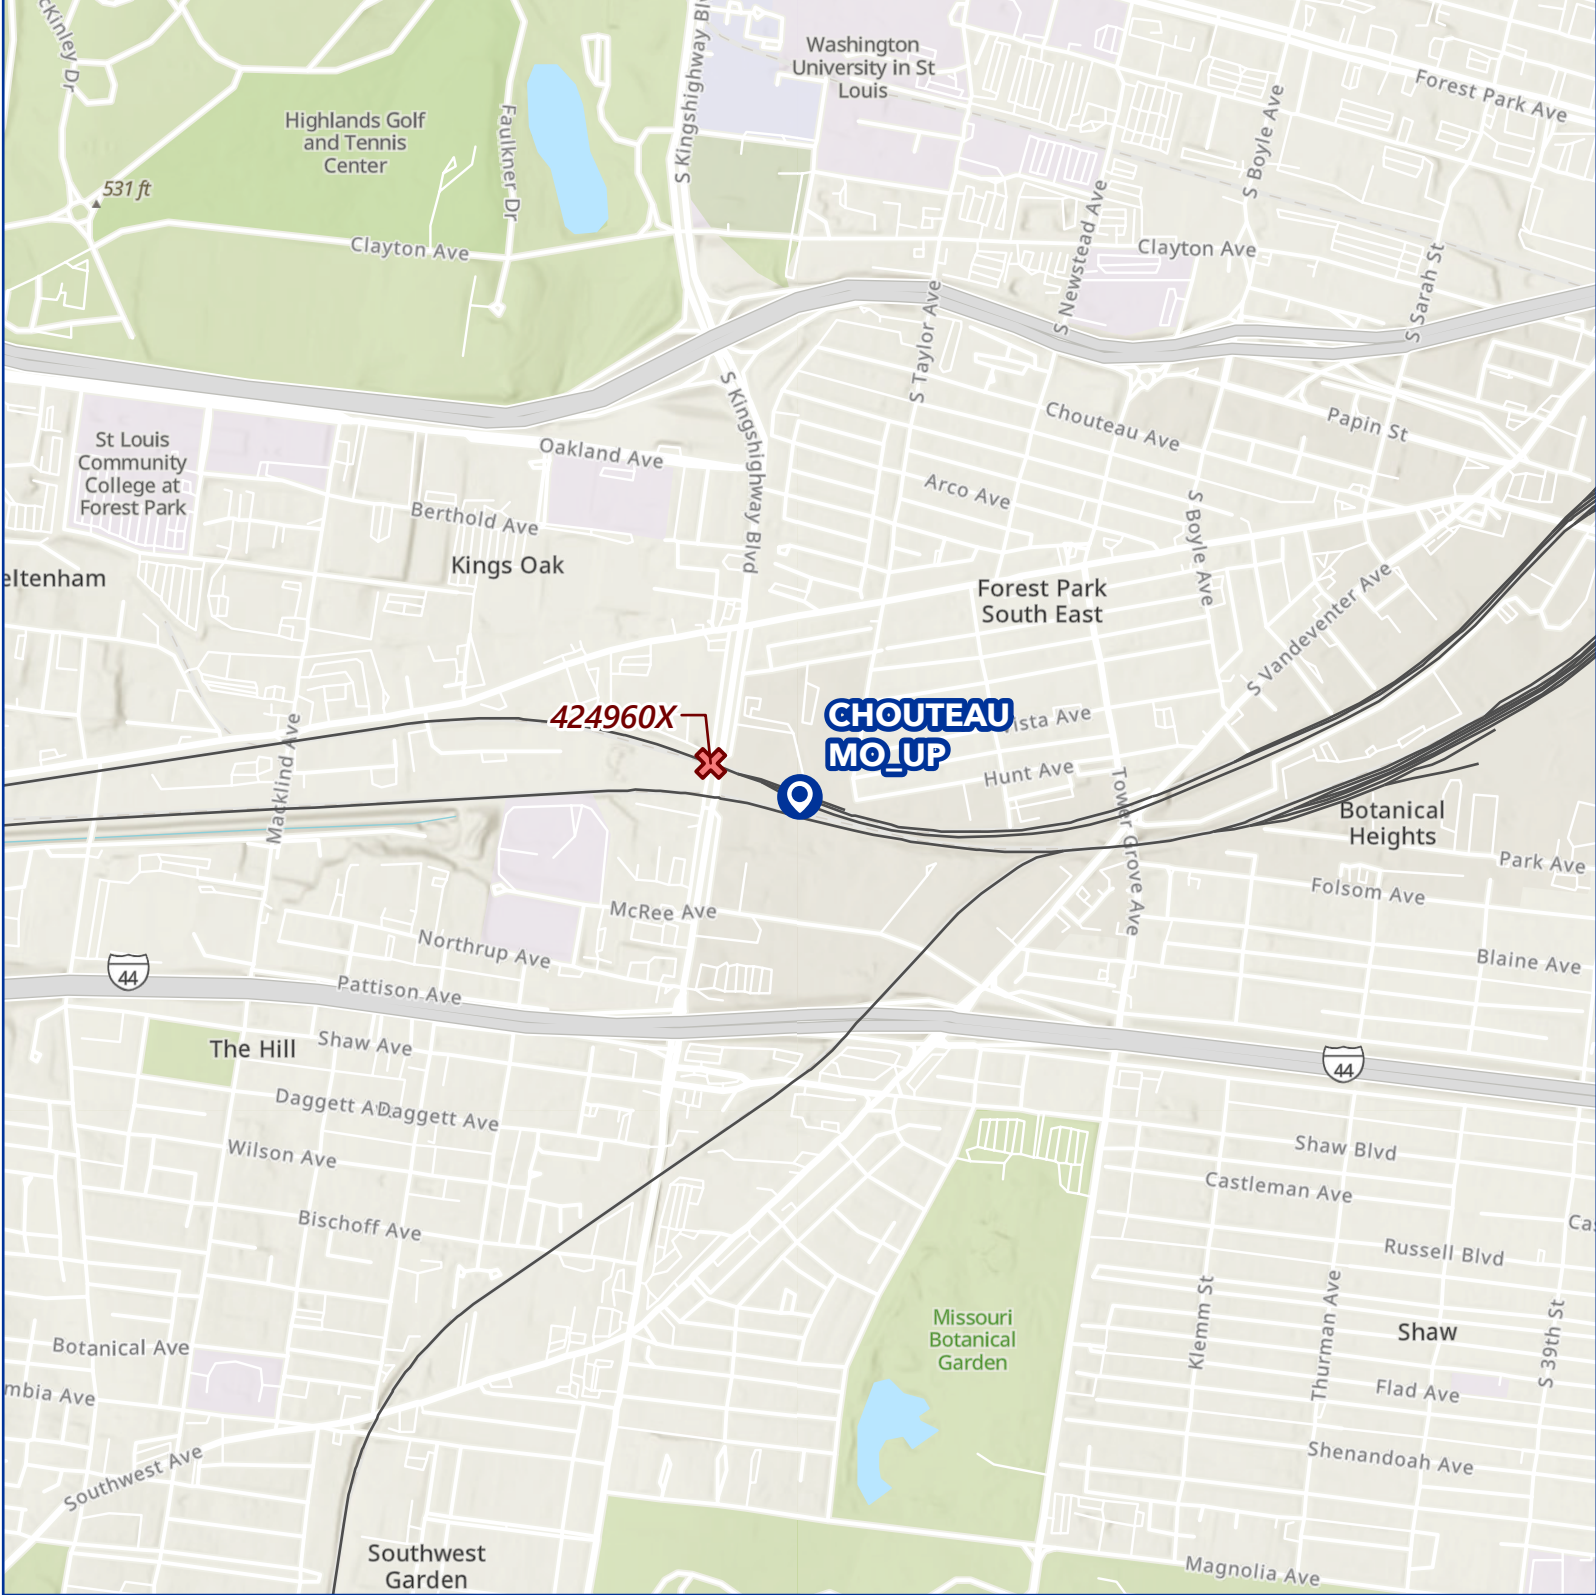 cKinley Dr
S Kingshighway Bl
Washington
University in St
Louis
Forest Park Ave
Highlands Golf
and Tennis
Center
Faulkner Dr
S Boyle Ave
531 ft
S Newstead Ave
Clayton Ave
Clayton Ave
S Sarah St
S Taylor Ave
S Kingshighway Blvd
Chouteau Ave
Papin St
St Louis
Community
College at
Forest Park
Oakland Ave
Arco Ave
Berthold Ave
S Boyle Ave
Kings Oak
eltenham
Forest Park
South East
S Vandeventer Ave
424960X
CHOUTEAU
MO_UP
Vista Ave
Macklind Ave
Hunt Ave
Tower Grove Ave
Botanical
Heights
Park Ave
Folsom Ave
McRee Ave
Northrup Ave
Blaine Ave
44
Pattison Ave
Shaw Ave
The Hill
44
Daggett A
Daggett Ave
Wilson Ave
Shaw Blvd
Castleman Ave
Bischoff Ave
Cas
Russell Blvd
Klemm St
Thurman Ave
S 39th St
Missouri
Botanical
Garden
Shaw
Botanical Ave
mbia Ave
Flad Ave
Southwest Ave
Shenandoah Ave
Southwest
Garden
Magnolia Ave